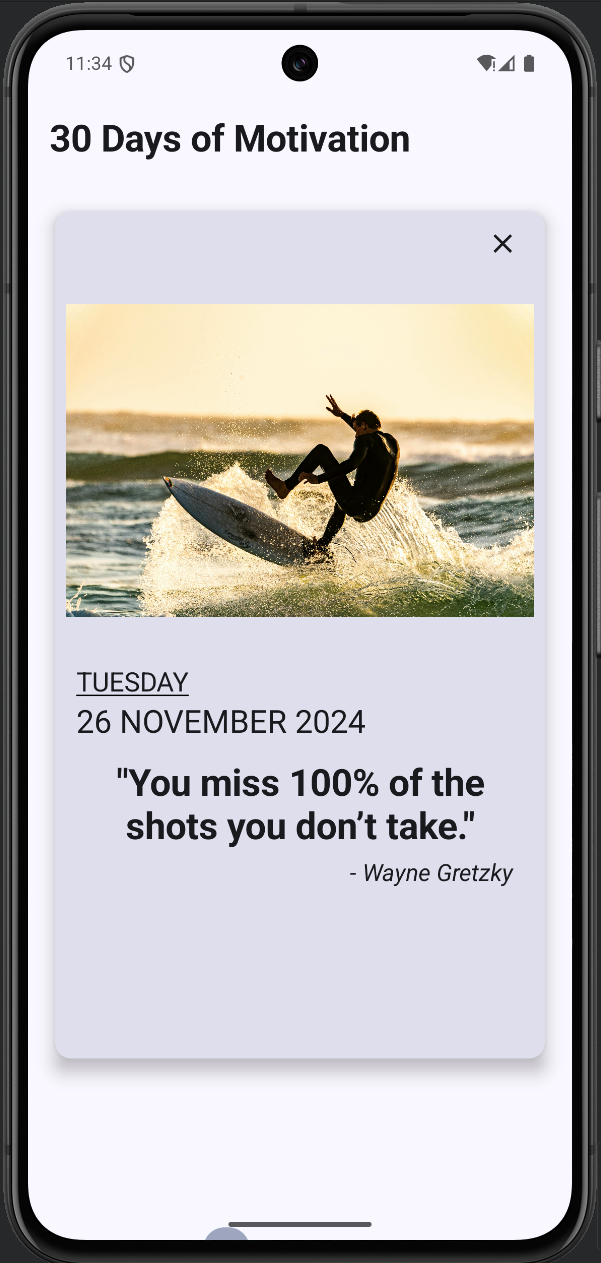 11:34
30 Days of Motivation
TUESDAY
26 NOVEMBER 2024
"You miss 100% of the
shots you don’t take."
- Wayne Gretzky